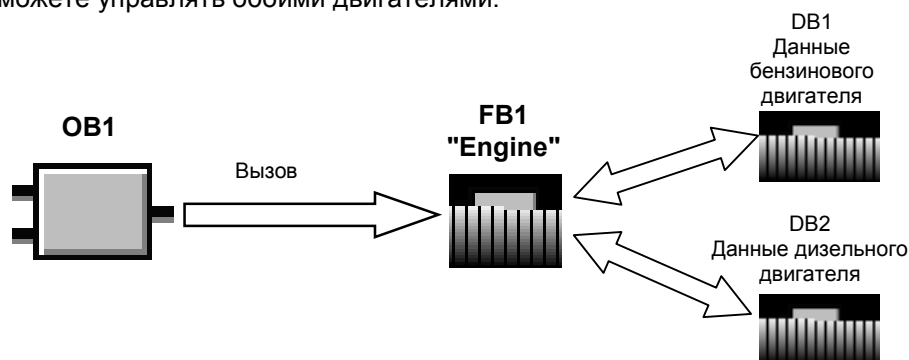 можете управлять обоими двигателями.
DB1
Данные
бензинового
двигателя
OB1
FB1
"Engine"
Вызов
DB2
Данные дизельного
двигателя